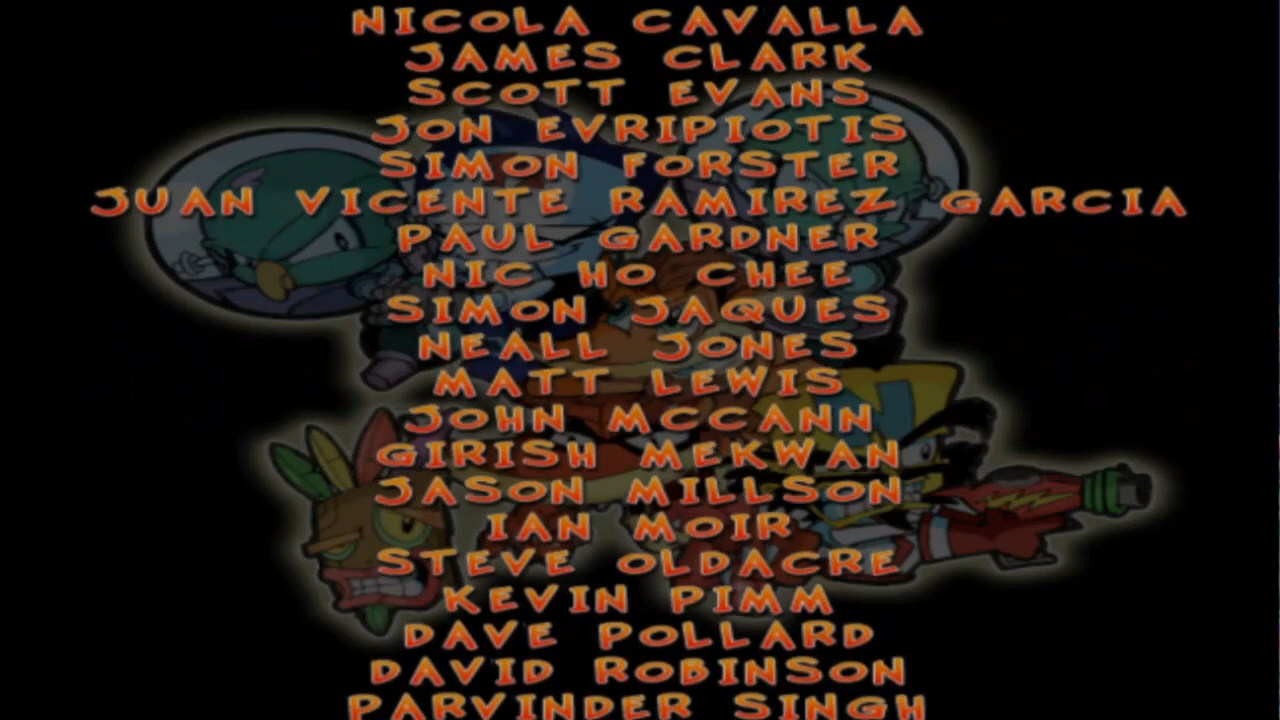 NICOLA CAVALLA
JAMES CLARK
SCOTT EVANS
JON EVRIPIOTIS
SIMON FORSTER
JUAN VICENTE RAMIREZ GARCIA
PAUL GARDNER
NIC HO CHEE
SIMON JAQUES
NEALL JONES
MATT LEWIS
JOHN MCCANN
GIRISH MEKWAN
JASON MILLSON
IAN MOIR
STEVE OLDACRE
KEVIN PIMM
DAVE POLLARD
DAVID ROBINSON
PARVINDER SINGH